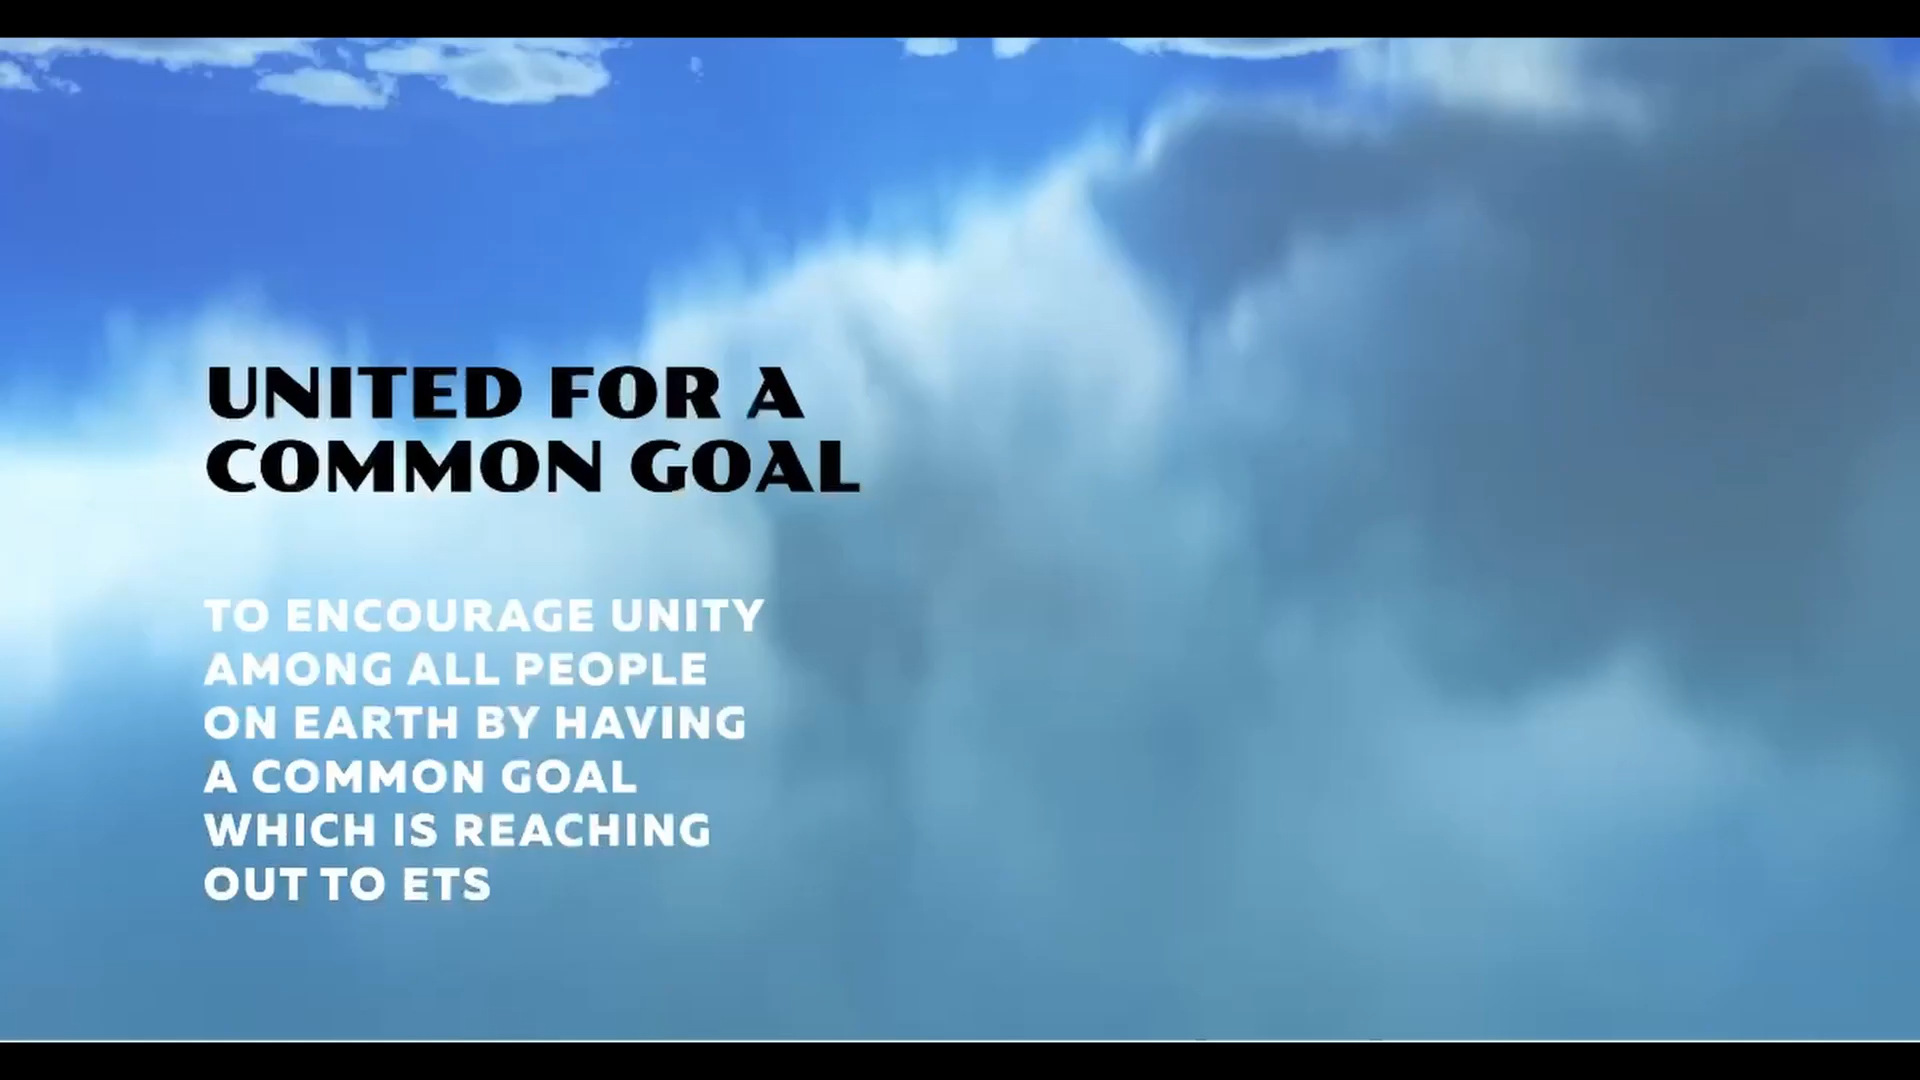 UNITED FOR A
COMMON GOAL
TO ENCOURAGE UNITY
AMONG ALL PEOPLE
ON EARTH BY HAVING
A COMMON GOAL
WHICH IS REACHING
OUT TO ETS